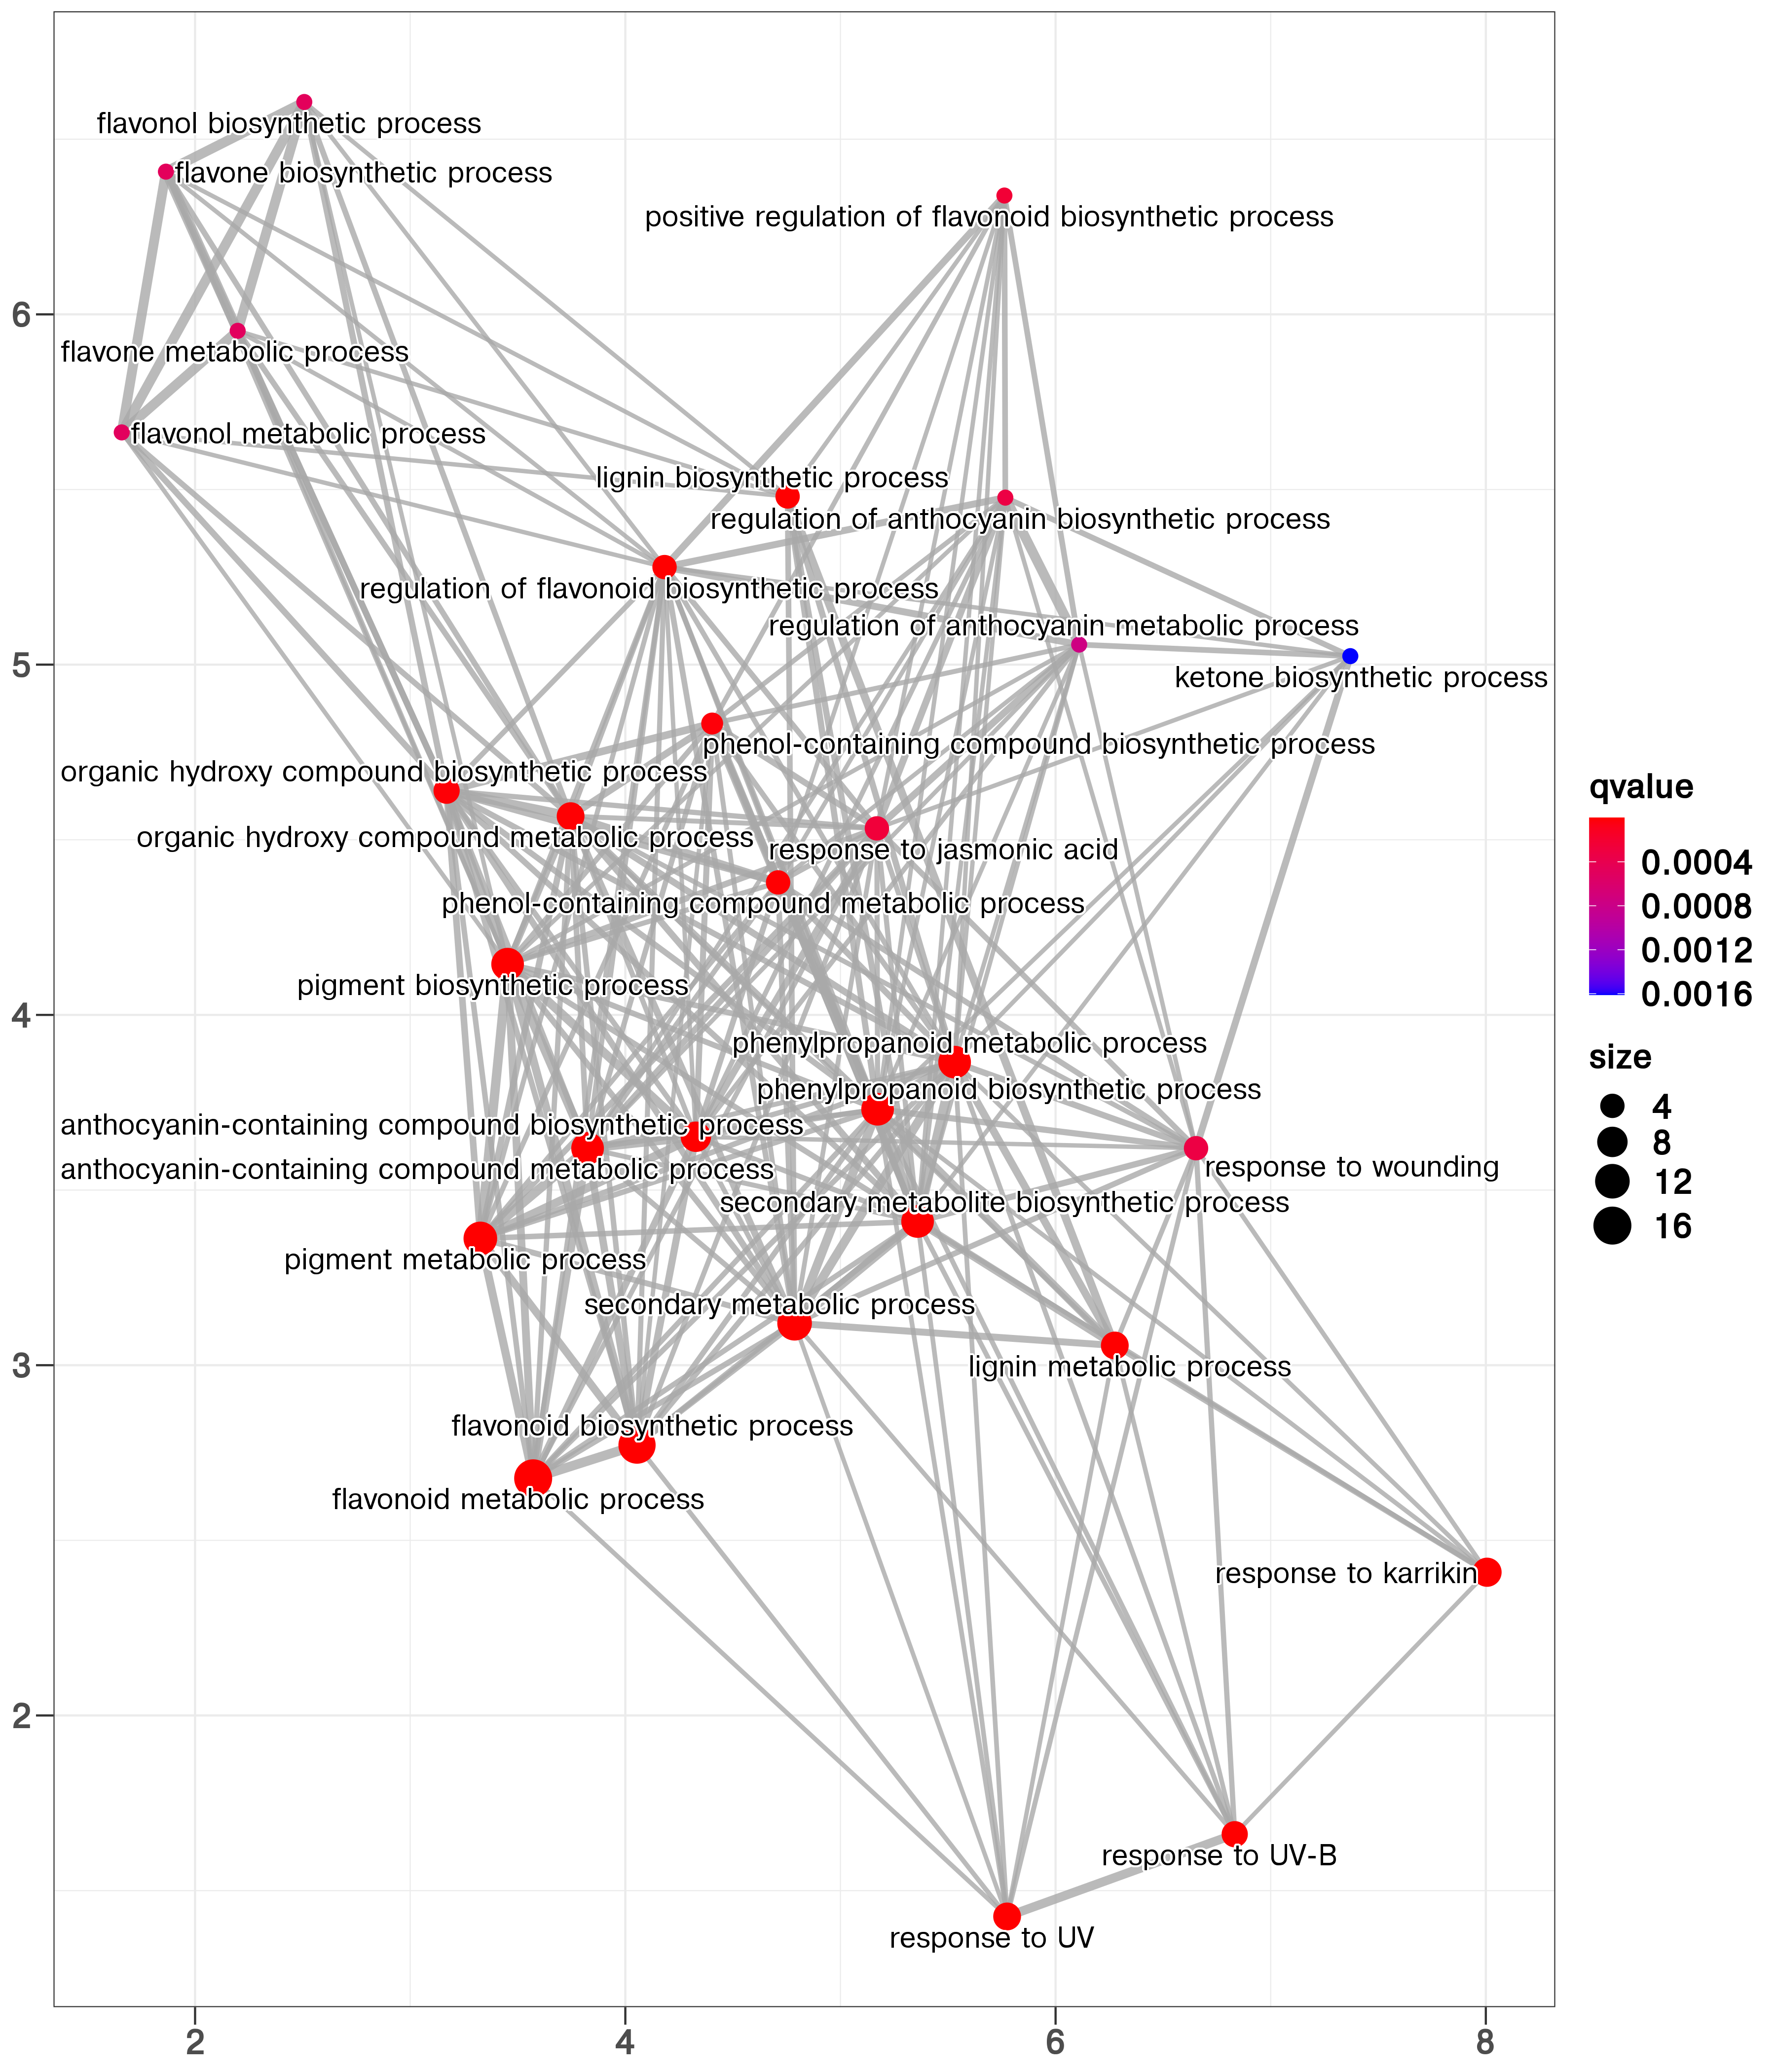 flavonol biosynthetic process
flavone biosynthetic process
positive regulation of flavonoid biosynthetic process
6
flavone metabolic process
flavonol metabolic process
lignin biosynthetic process
regulation of anthocyanin biosynthetic process
regulation of flavonoid biosynthetic process
regulation of anthocyanin metabolic process
5
ketone biosynthetic process
phenol-containing compound biosynthetic process
organic hydroxy compound biosynthetic process
organic hydroxy compound metabolic process
response to jasmonic acid
phenol-containing compound metabolic process
pigment biosynthetic process
4
phenylpropanoid metabolic process
phenylpropanoid biosynthetic process
anthocyanin-containing compound biosynthetic process
anthocyanin-containing compound metabolic process
response to wounding
secondary metabolite biosynthetic process
pigment metabolic process
secondary metabolic process
3
lignin metabolic process
flavonoid biosynthetic process
flavonoid metabolic process
response to karrikin
2
response to UV-B
response to UV
2 4 6 8
qvalue
0.0004
0.0008
0.0012
0.0016
size
4
8
12
16